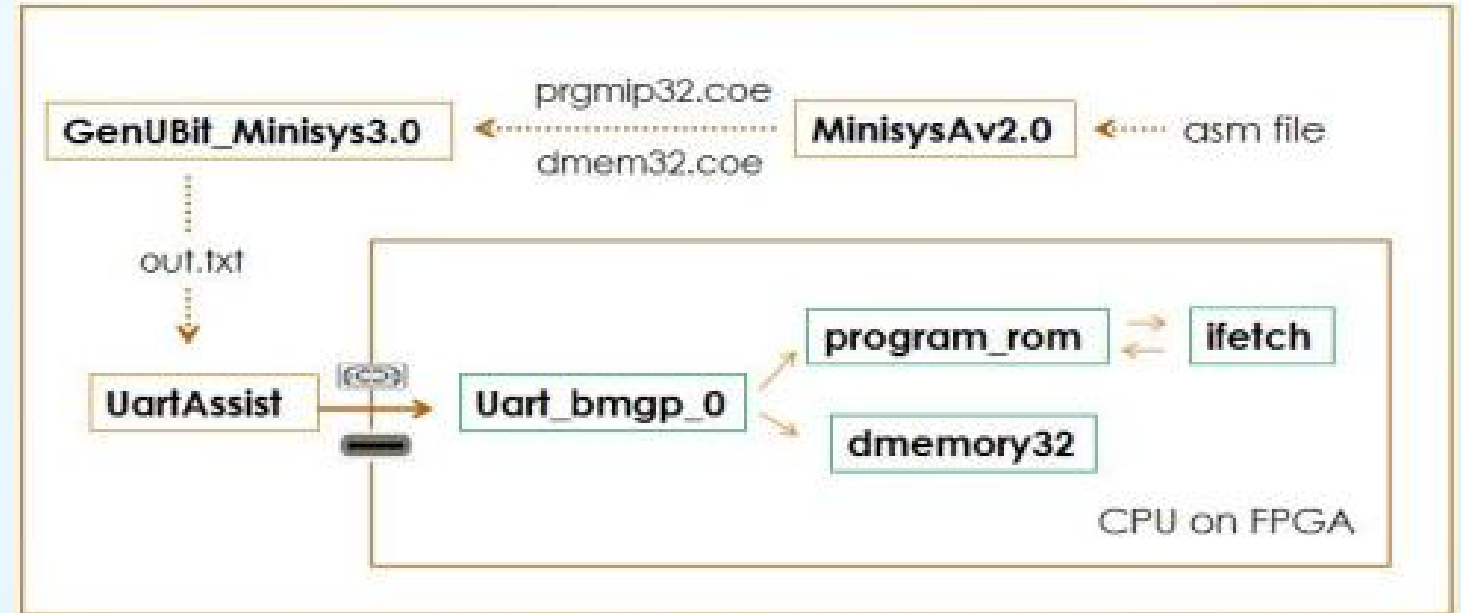 prgmip32.coe
GenUBit_Minisys3.0
MinisysAv2.0
asm file
dmem32.coe
out.txt
program_rom
ifetch
UartAssist
Uart_bmgp_0
dmemory32
CPU on FPGA